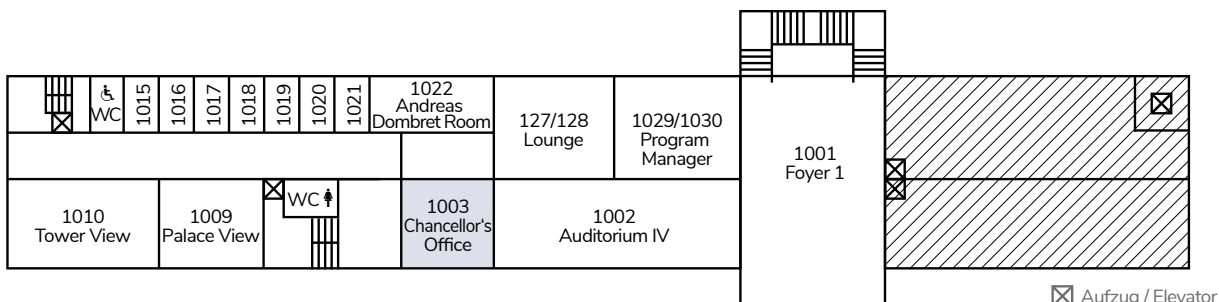 WC
1015
1016
1017
1018
1019
1020
1021
1022
Andreas
Dombret Room
127/128
Lounge
1029/1030
Program
Manager
1001
Foyer 1
1010
Tower View
1009
Palace View
WC
1003
Chancellor's
Office
1002
Auditorium IV
Aufzug / Elevator